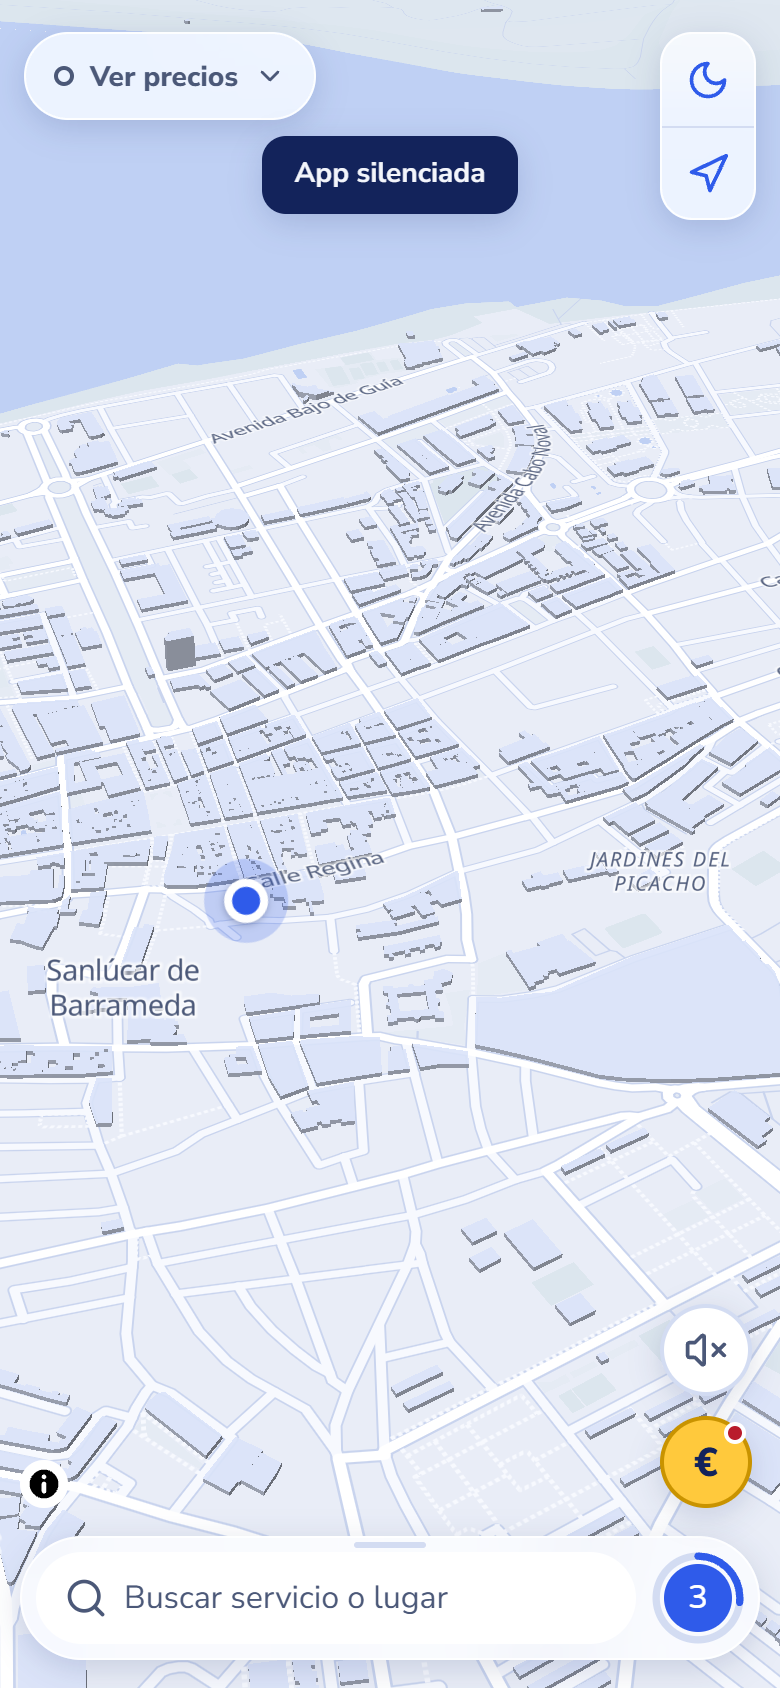 Ver precios
App silenciada
Avenida Bajo de Guía
Avenida Cabo Noval
Calle Regina
JARDINES DEL
PICACHO
Sanlúcar de
Barrameda
€
Buscar servicio o lugar
3